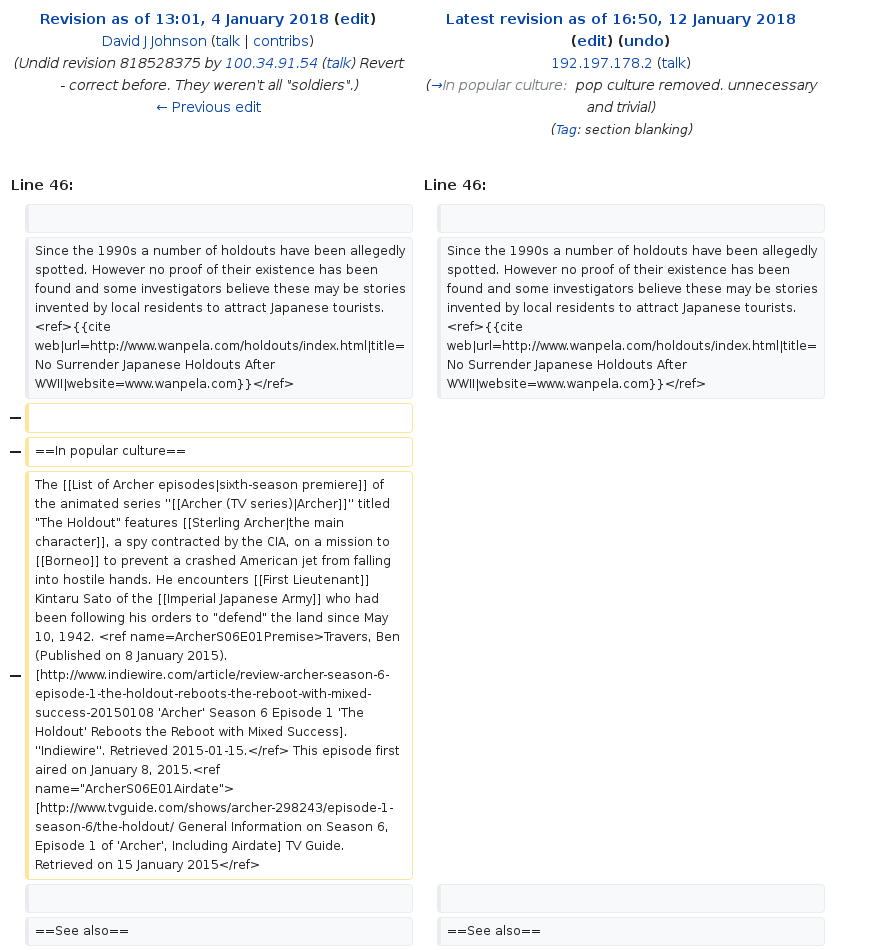 Revision as of 13:01, 4 January 2018 (edit)
David J Johnson (talk | contribs)
(Undid revision 818528375 by 100.34.91.54 (talk) Revert
- correct before. They weren't all "soldiers".)
← Previous edit
Latest revision as of 16:50, 12 January 2018
(edit) (undo)
192.197.178.2 (talk)
(→In popular culture: pop culture removed. unnecessary
and trivial)
(Tag: section blanking)
Line 46:
Line 46:
Since the 1990s a number of holdouts have been allegedly
spotted. However no proof of their existence has been
found and some investigators believe these may be stories
invented by local residents to attract Japanese tourists.
<ref>{{cite
web|url=http://www.wanpela.com/holdouts/index.html|title=
No Surrender Japanese Holdouts After
WWII|website=www.wanpela.com}}</ref>
Since the 1990s a number of holdouts have been allegedly
spotted. However no proof of their existence has been
found and some investigators believe these may be stories
invented by local residents to attract Japanese tourists.
<ref>{{cite
web|url=http://www.wanpela.com/holdouts/index.html|title=
No Surrender Japanese Holdouts After
WWII|website=www.wanpela.com}}</ref>
−
− ==In popular culture==
The [[List of Archer episodes|sixth-season premiere]] of
the animated series ''[[Archer (TV series)|Archer]]'' titled
"The Holdout" features [[Sterling Archer|the main
character]], a spy contracted by the CIA, on a mission to
[[Borneo]] to prevent a crashed American jet from falling
into hostile hands. He encounters [[First Lieutenant]]
Kintaru Sato of the [[Imperial Japanese Army]] who had
been following his orders to "defend" the land since May
10, 1942. <ref name=ArcherS06E01Premise>Travers, Ben
(Published on 8 January 2015).
− [http://www.indiewire.com/article/review-archer-season-6-
episode-1-the-holdout-reboots-the-reboot-with-mixed-
success-20150108 'Archer' Season 6 Episode 1 'The
Holdout' Reboots the Reboot with Mixed Success].
''Indiewire''. Retrieved 2015-01-15.</ref> This episode first
aired on January 8, 2015.<ref
name="ArcherS06E01Airdate">
[http://www.tvguide.com/shows/archer-298243/episode-1-
season-6/the-holdout/ General Information on Season 6,
Episode 1 of 'Archer', Including Airdate] TV Guide.
Retrieved on 15 January 2015</ref>
==See also==
==See also==